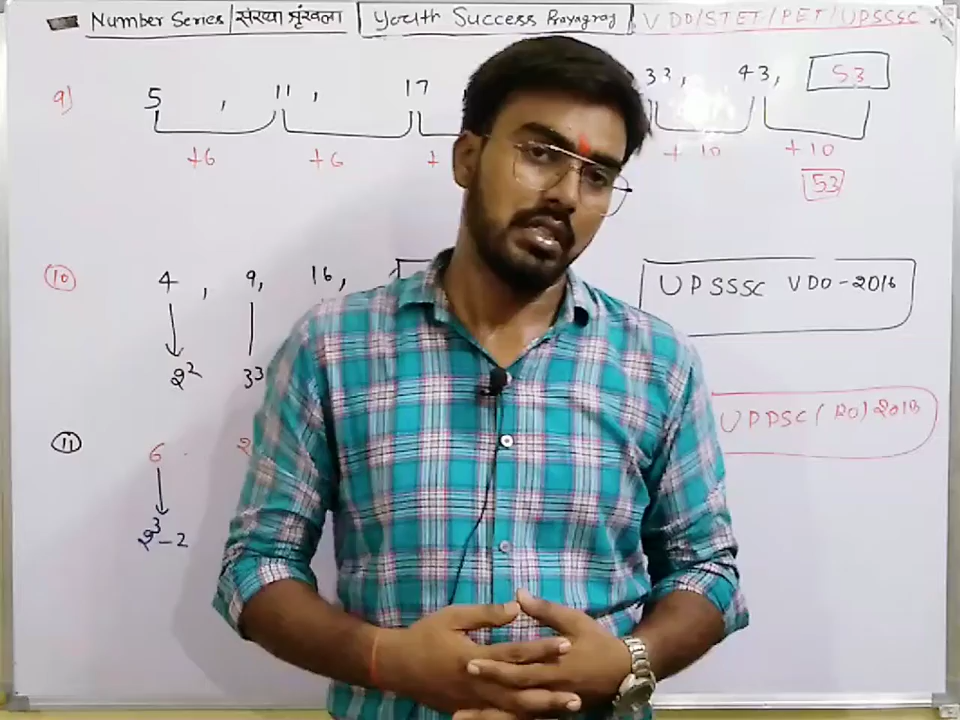 Number Series | संख्या श्रृंखला Youth Success Prayagraj VDO/STET/PET/UPSSSC
9) 5 , 11 , 17 33, 43, 53
+6 +6 + +10 +10
53
10 4 , 9, 16, UPSSSC VDO-2016
2² 3³
11 6 2 UPPSC (RO) 2013
2³-2